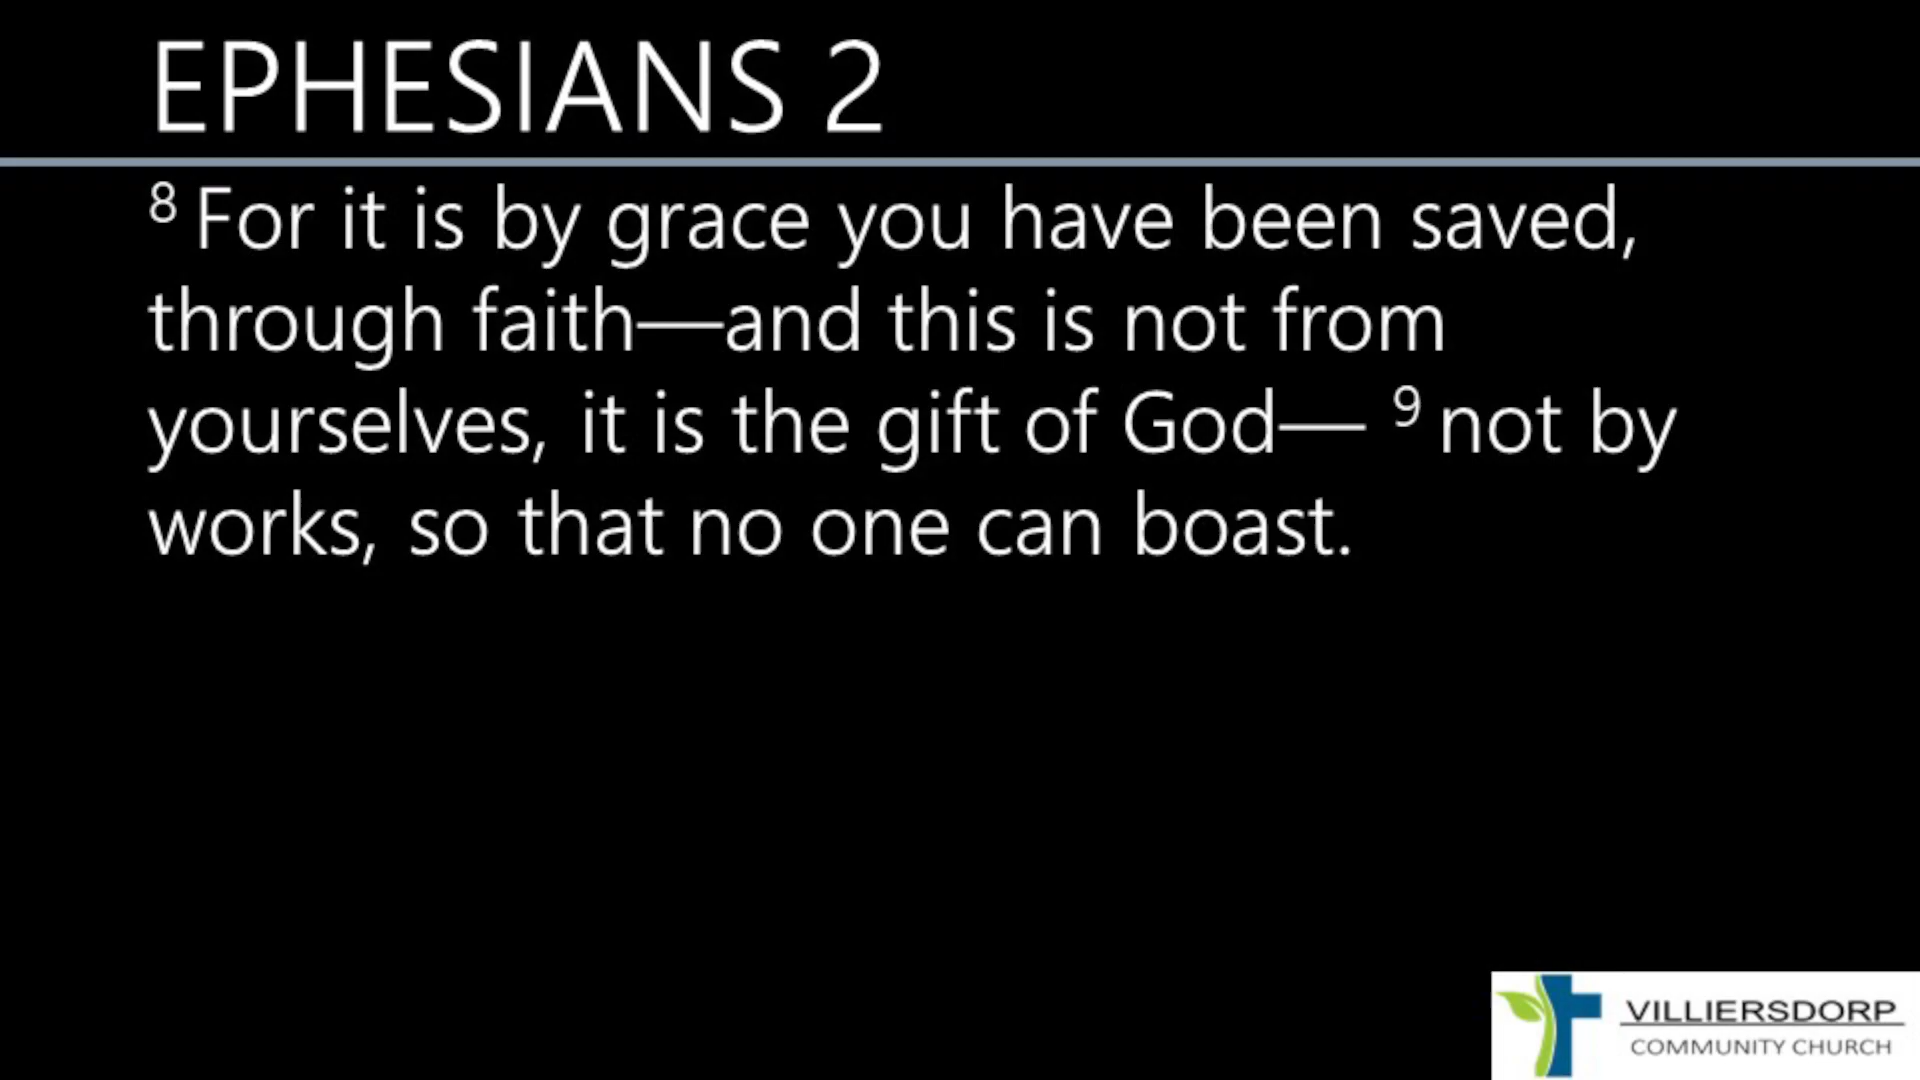 EPHESIANS 2
8 For it is by grace you have been saved,
through faith—and this is not from
yourselves, it is the gift of God— 9 not by
works, so that no one can boast.
VILLIERSDORP
COMMUNITY CHURCH